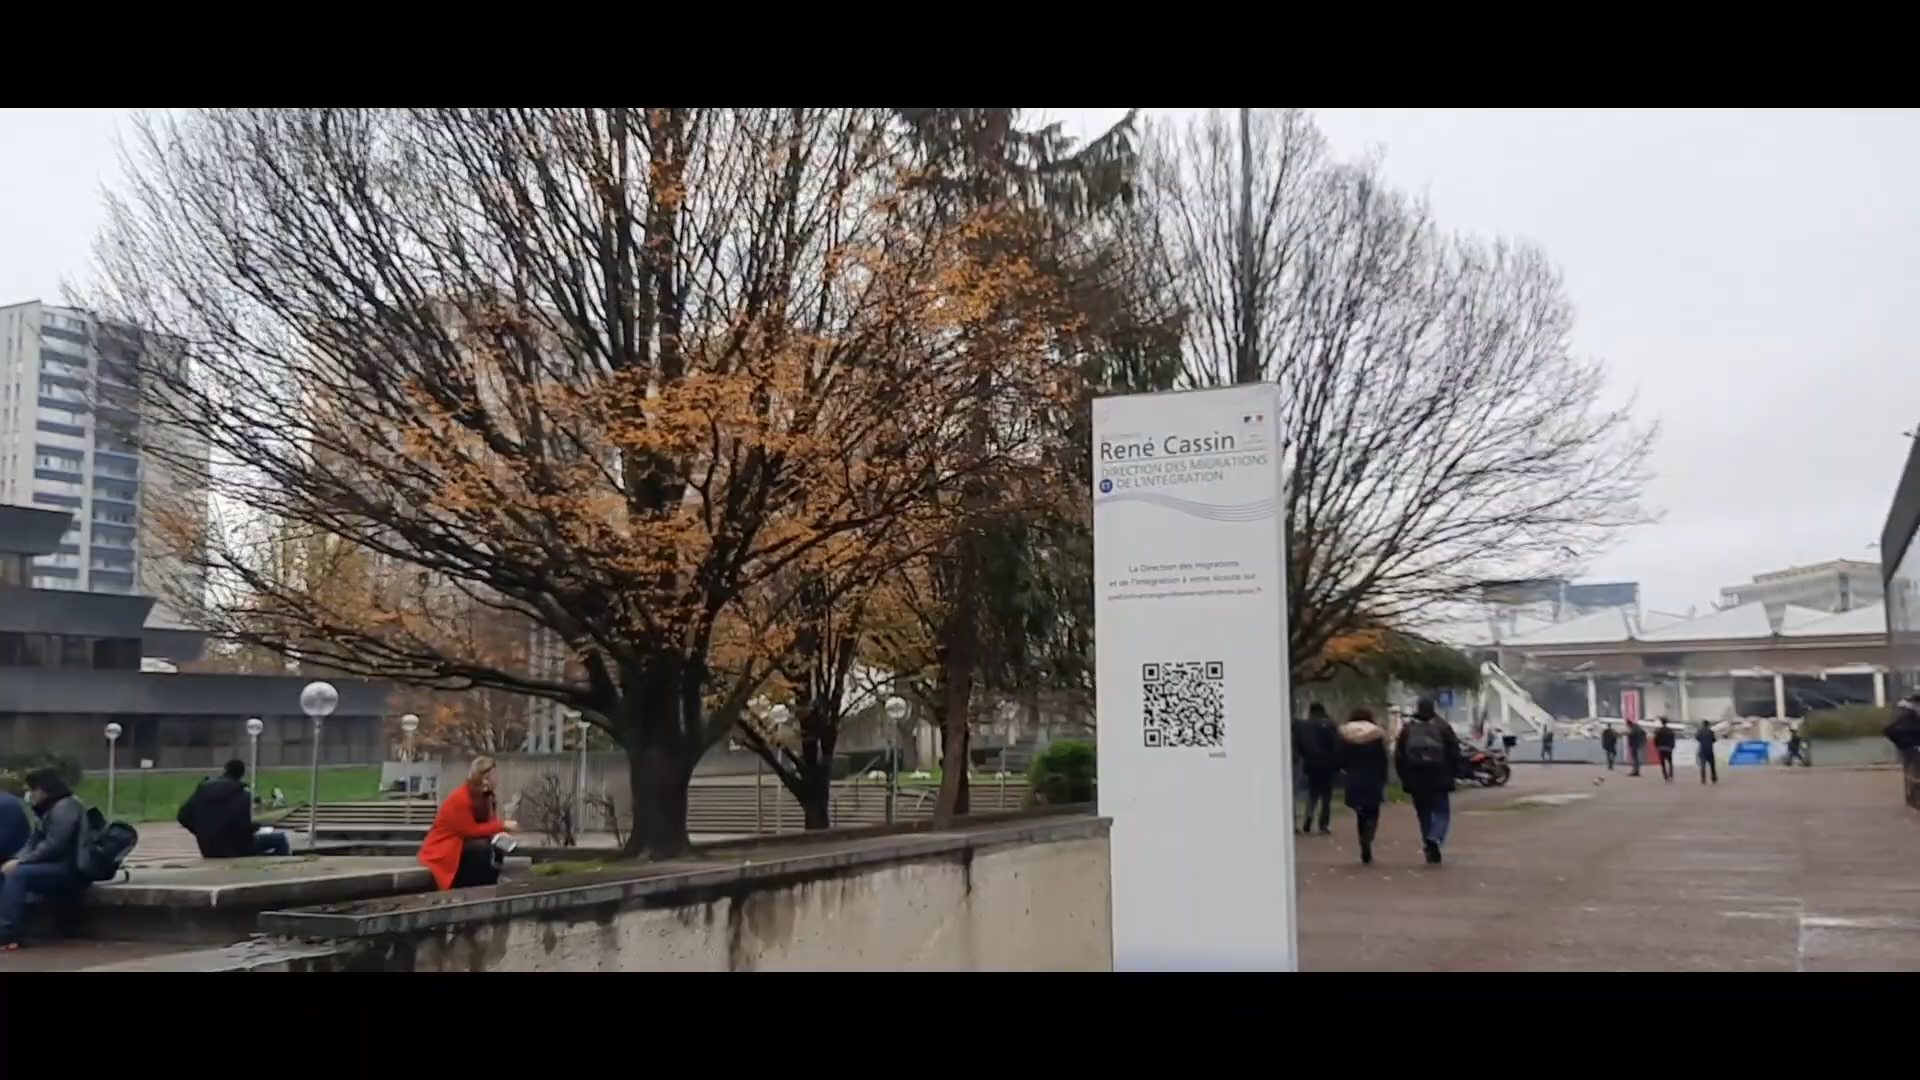 René Cassin
DIRECTION DES MIGRATIONS
ET DE L'INTÉGRATION
La Direction des migrations
et de l'intégration à votre écoute sur